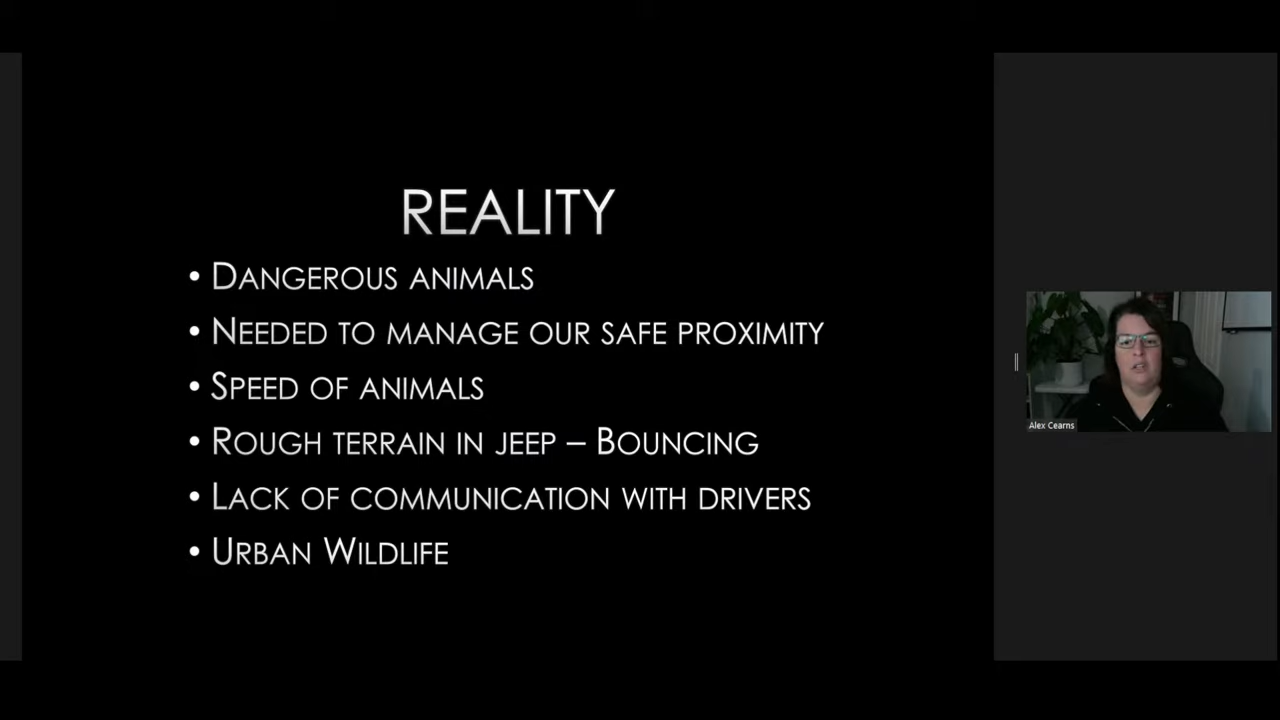 REALITY
• DANGEROUS ANIMALS
• NEEDED TO MANAGE OUR SAFE PROXIMITY
• SPEED OF ANIMALS
• ROUGH TERRAIN IN JEEP – BOUNCING
• LACK OF COMMUNICATION WITH DRIVERS
• URBAN WILDLIFE
Alex Cearns